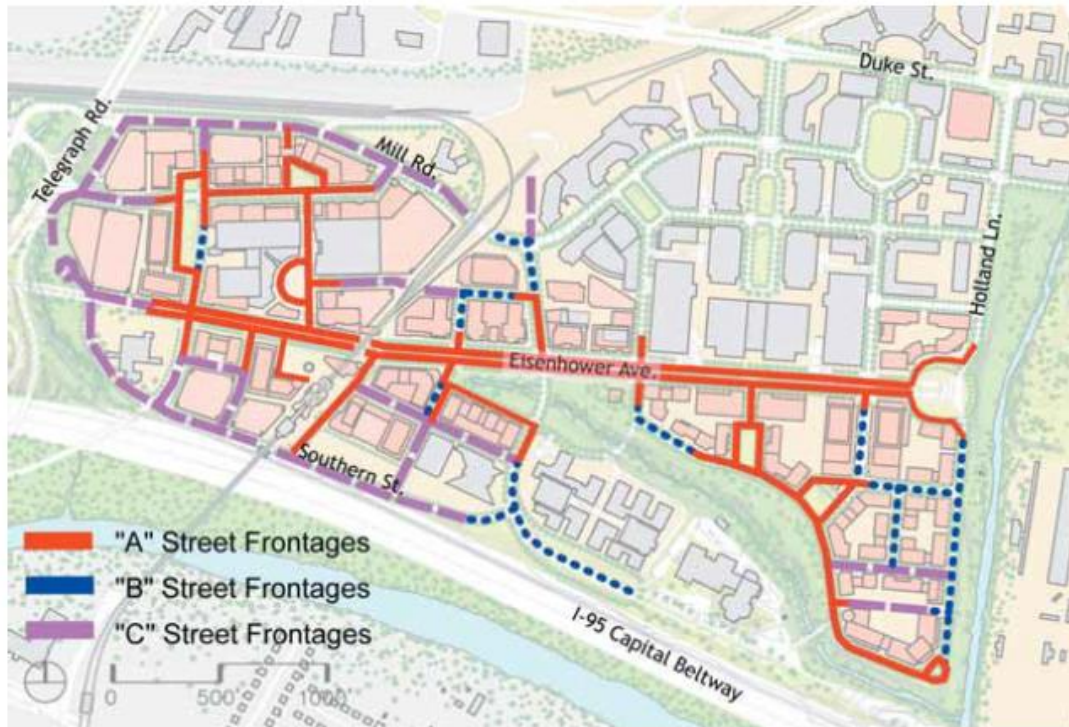 Duke St.
Telegraph Rd.
Mill Rd.
Holland Ln.
Eisenhower Ave.
Southern St.
"A" Street Frontages
"B" Street Frontages
"C" Street Frontages
I-95 Capital Beltway
0 500 1000